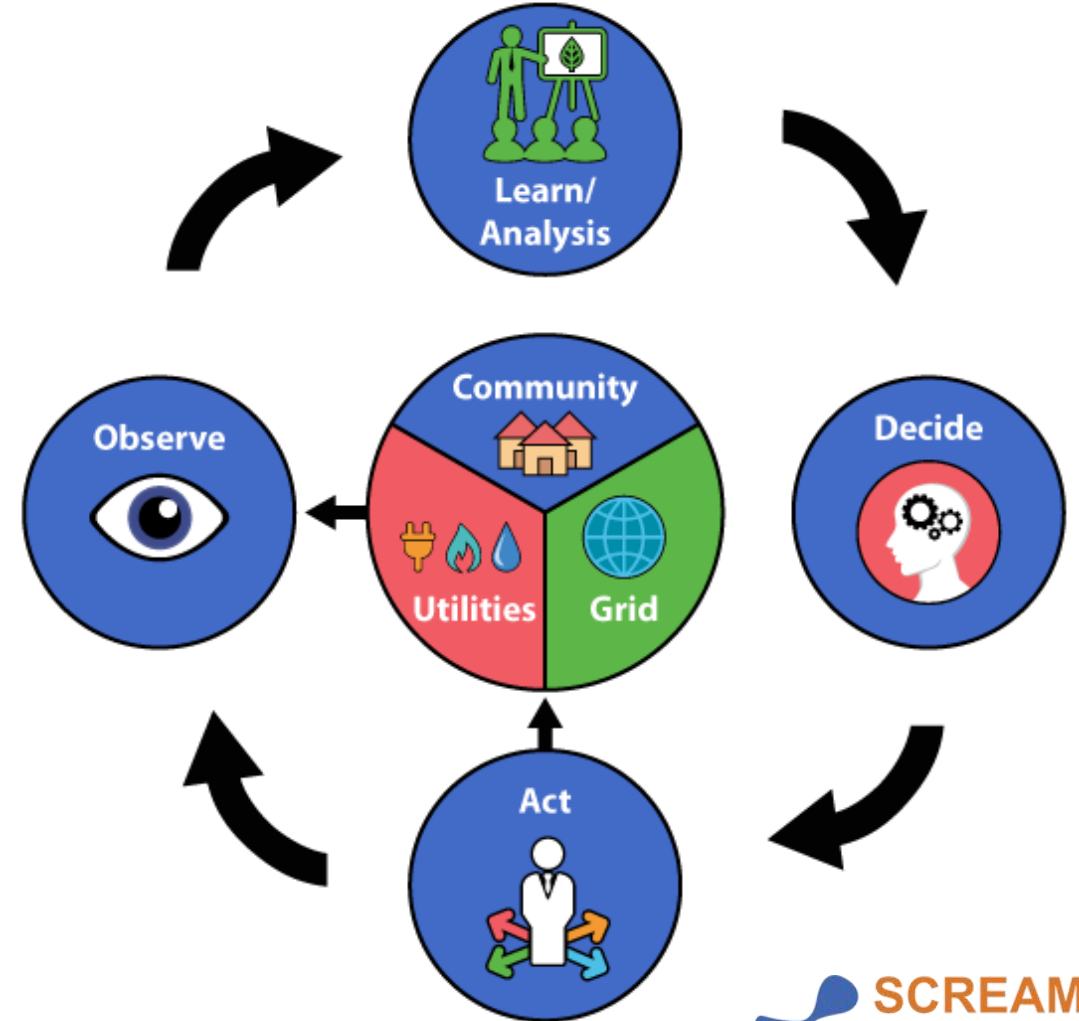 Learn/
Analysis
Community
Observe
Decide
Utilities
Grid
Act
SCREAM